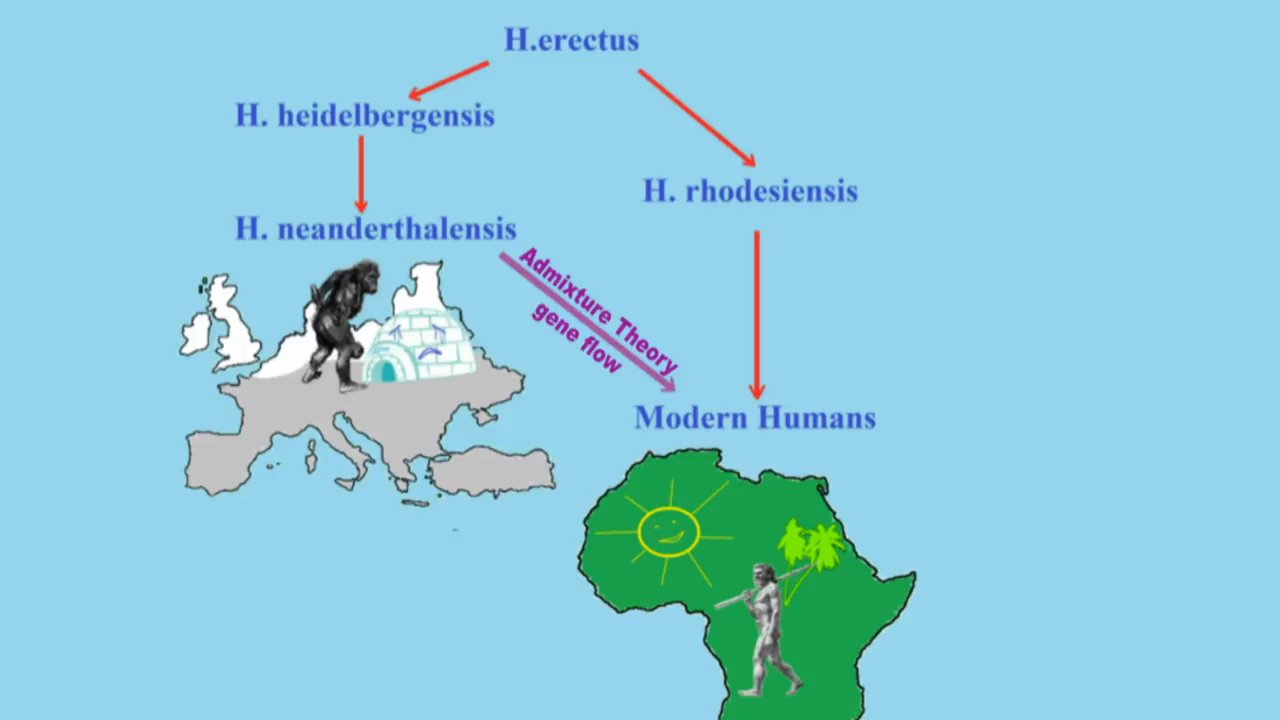 H.erectus
H. heidelbergensis
H. rhodesiensis
H. neanderthalensis
Admixture Theory
gene flow
Modern Humans